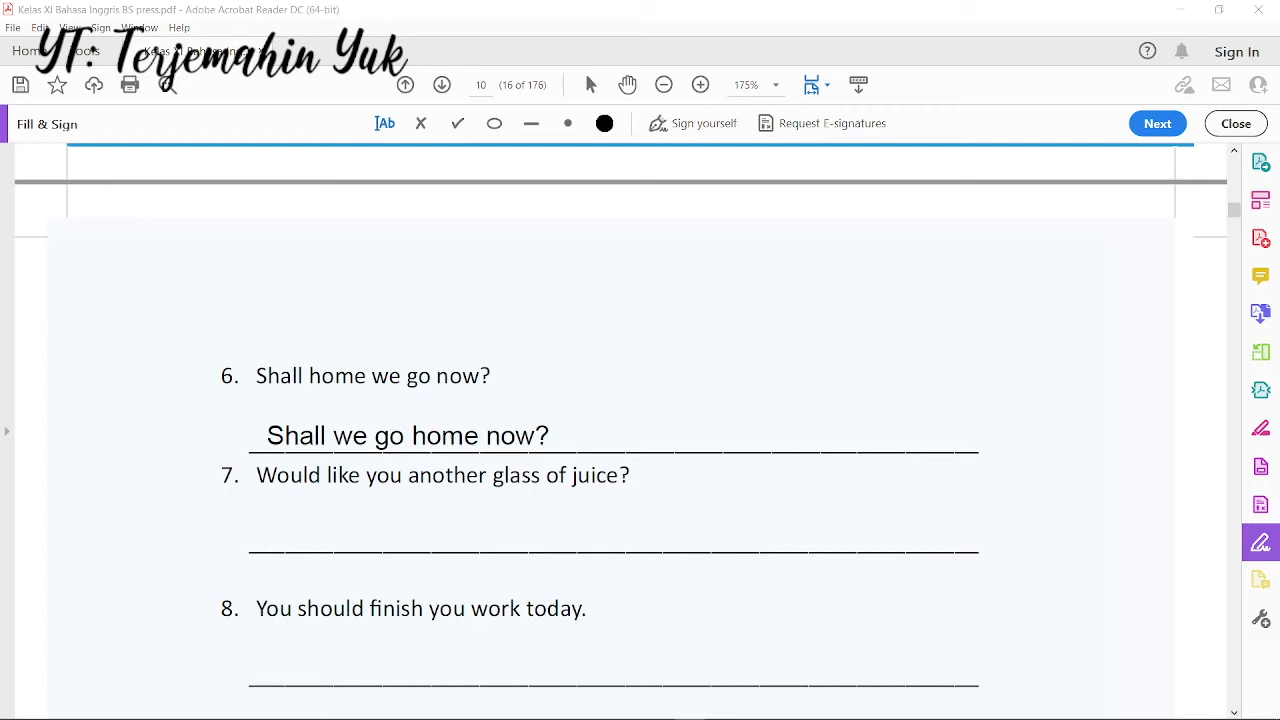 Kelas XI Bahasa Inggris BS press.pdf - Adobe Acrobat Reader DC (64-bit)
File Edit View Sign Window Help
YT: Terjemahin Yuk
Home Tools Sign In
10 (16 of 176) 175%
Fill & Sign IAb Sign yourself Request E-signatures Next Close
6. Shall home we go now?
Shall we go home now?
7. Would like you another glass of juice?
8. You should finish you work today.